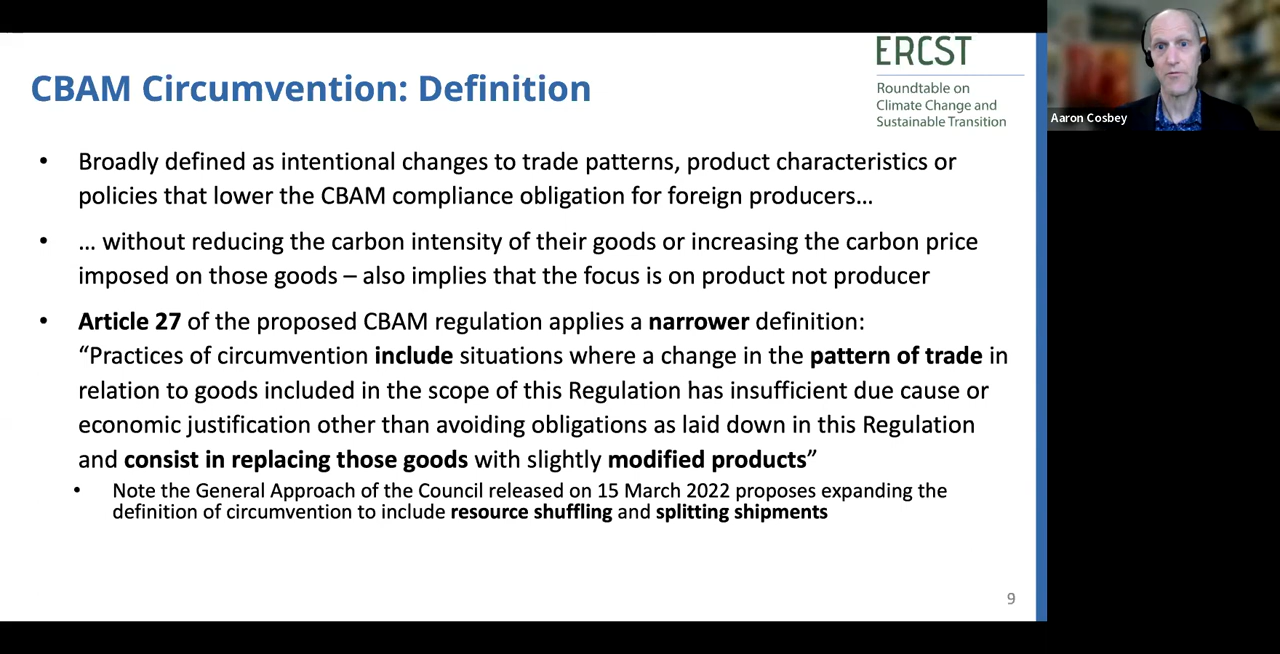 ERCST
Roundtable on
Climate Change and
Sustainable Transition
CBAM Circumvention: Definition
Aaron Cosbey
• Broadly defined as intentional changes to trade patterns, product characteristics or
policies that lower the CBAM compliance obligation for foreign producers…
• … without reducing the carbon intensity of their goods or increasing the carbon price
imposed on those goods – also implies that the focus is on product not producer
• Article 27 of the proposed CBAM regulation applies a narrower definition:
“Practices of circumvention include situations where a change in the pattern of trade in
relation to goods included in the scope of this Regulation has insufficient due cause or
economic justification other than avoiding obligations as laid down in this Regulation
and consist in replacing those goods with slightly modified products”
• Note the General Approach of the Council released on 15 March 2022 proposes expanding the
definition of circumvention to include resource shuffling and splitting shipments
9